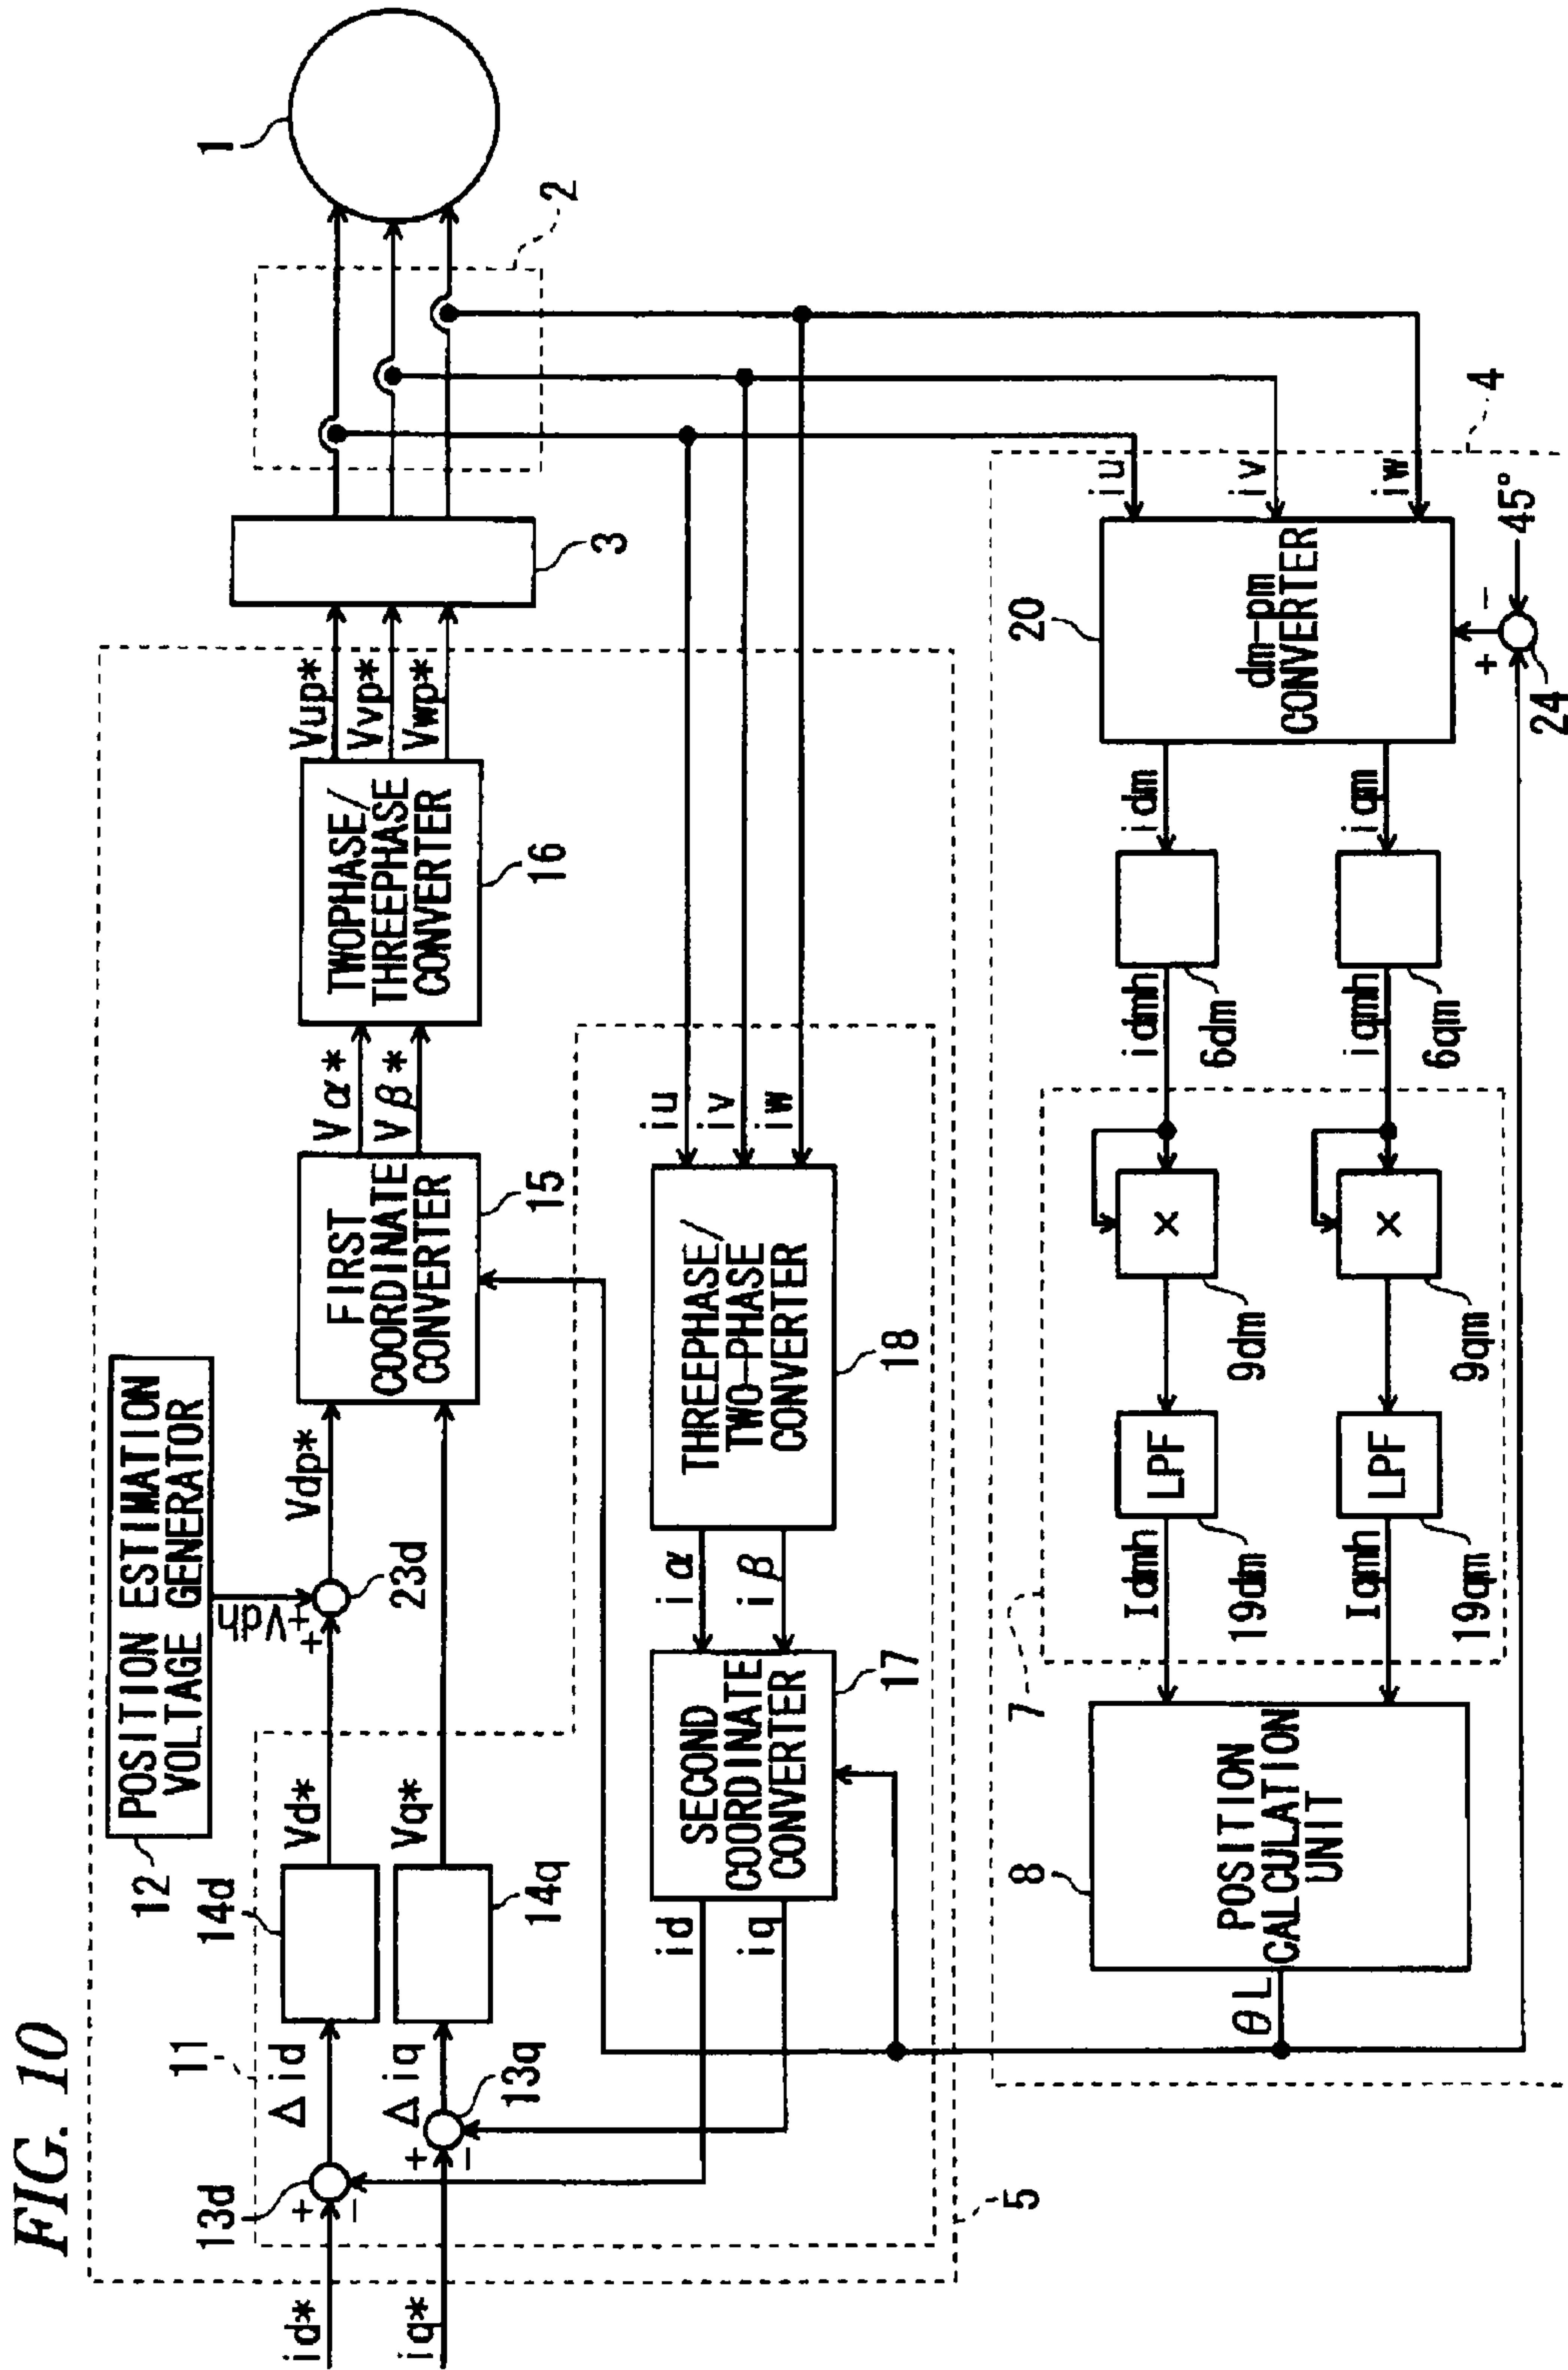 FIG. 10
id*
iq*
13d
+
−
13q
+
−
11
Δid
Δiq
14d
14q
12
POSITION ESTIMATION
VOLTAGE GENERATOR
Vd*
Vq*
+Vdh
+
23d
Vdp*
FIRST
COORDINATE
CONVERTER
15
Vα*
Vβ*
TWOPHASE/
THREEPHASE
CONVERTER
16
Vup*
Vvp*
Vwp*
3
2
1
id
iq
SECOND
COORDINATE
CONVERTER
17
iα
iβ
THREEPHASE/
TWO-PHASE
CONVERTER
18
iu
iv
iw
5
θL
8
POSITION
CALCULATION
UNIT
7
Idmh
Iqmh
19dm
19qm
LPF
LPF
9dm
9qm
×
×
idmh
iqmh
6dm
6qm
idm
iqm
20
dm-pm
CONVERTER
iu
iv
iw
4
+
−
45°
24